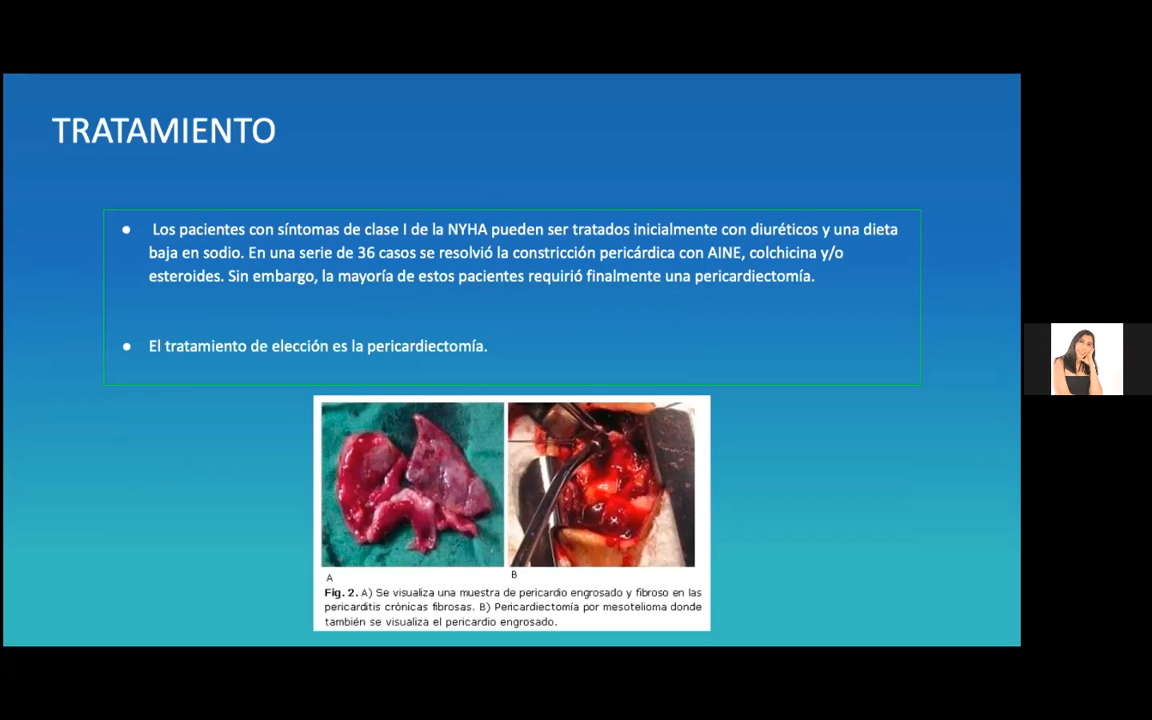 TRATAMIENTO
● Los pacientes con síntomas de clase I de la NYHA pueden ser tratados inicialmente con diuréticos y una dieta
baja en sodio. En una serie de 36 casos se resolvió la constricción pericárdica con AINE, colchicina y/o
esteroides. Sin embargo, la mayoría de estos pacientes requirió finalmente una pericardiectomía.
● El tratamiento de elección es la pericardiectomía.
A
B
Fig. 2. A) Se visualiza una muestra de pericardio engrosado y fibroso en las
pericarditis crónicas fibrosas. B) Pericardiectomía por mesotelioma donde
también se visualiza el pericardio engrosado.